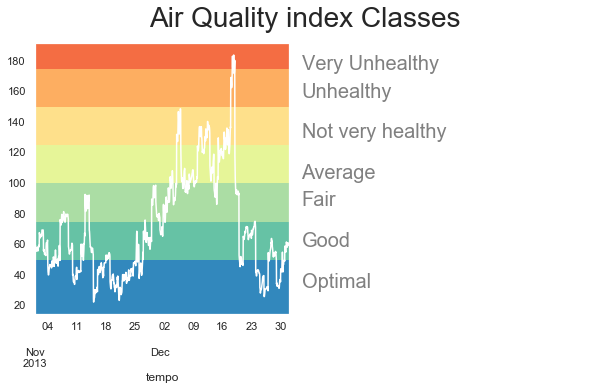 Air Quality index Classes
180
160
140
120
100
80
60
40
20
Very Unhealthy
Unhealthy
Not very healthy
Average
Fair
Good
Optimal
04 11 18 25 02 09 16 23 30
Nov Dec
2013
tempo